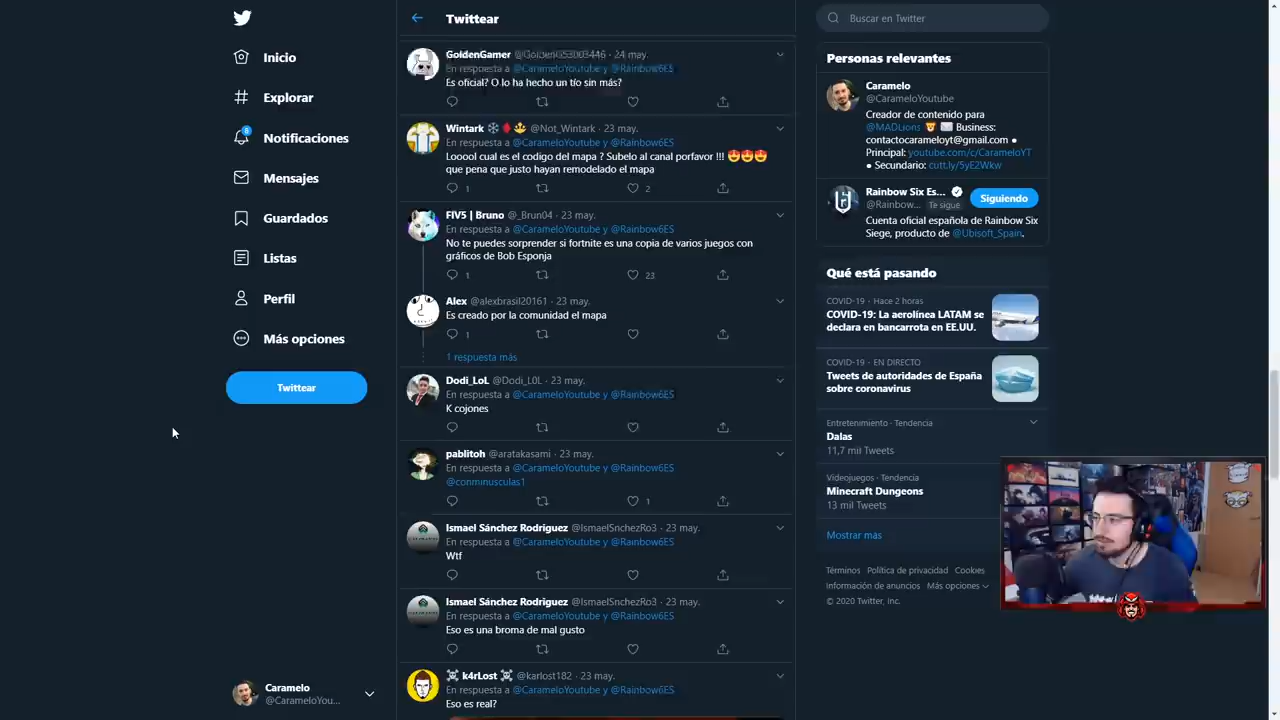 Inicio
Explorar
8
Notificaciones
Mensajes
Guardados
Listas
Perfil
Más opciones
Twittear
Caramelo
@CarameloYou...
Twittear
GoldenGamer · 24 may.
En respuesta a @CarameloYoutube y @Rainbow6ES
Es oficial? O lo ha hecho un tío sin más?
Wintark ❄️♦️🔱 @Not_Wintark · 23 may.
En respuesta a @CarameloYoutube y @Rainbow6ES
Looool cual es el codigo del mapa ? Subelo al canal porfavor !!! 😍😍😍
que pena que justo hayan remodelado el mapa
1 2
FIV5 | Bruno @_Brun04 · 23 may.
En respuesta a @CarameloYoutube y @Rainbow6ES
No te puedes sorprender si fortnite es una copia de varios juegos con
gráficos de Bob Esponja
1 23
Alex @alexbrasil20161 · 23 may.
Es creado por la comunidad el mapa
1
1 respuesta más
Dodi_LoL @Dodi_L0L · 23 may.
En respuesta a @CarameloYoutube y @Rainbow6ES
K cojones
pablitoh @aratakasami · 23 may.
En respuesta a @CarameloYoutube y @Rainbow6ES
@conminusculas1
1
Ismael Sánchez Rodriguez @IsmaelSnchezRo3 · 23 may.
En respuesta a @CarameloYoutube y @Rainbow6ES
Wtf
Ismael Sánchez Rodriguez @IsmaelSnchezRo3 · 23 may.
En respuesta a @CarameloYoutube y @Rainbow6ES
Eso es una broma de mal gusto
☠️ k4rLost ☠️ @karlost182 · 23 may.
En respuesta a @CarameloYoutube y @Rainbow6ES
Eso es real?
Buscar en Twitter
Personas relevantes
Caramelo
@CarameloYoutube
Creador de contenido para
@MADLions 🦁 ✉️ Business:
contactocarameloyt@gmail.com ●
Principal: youtube.com/c/CarameloYT
● Secundario: cutt.ly/5yE2Wkw
Rainbow Six Es...
@Rainbow... Te sigue
Siguiendo
Cuenta oficial española de Rainbow Six
Siege, producto de @Ubisoft_Spain.
Qué está pasando
COVID-19 · Hace 2 horas
COVID-19: La aerolínea LATAM se
declara en bancarrota en EE.UU.
COVID-19 · EN DIRECTO
Tweets de autoridades de España
sobre coronavirus
Entretenimiento · Tendencia
Dalas
11,7 mil Tweets
Videojuegos · Tendencia
Minecraft Dungeons
13 mil Tweets
Mostrar más
Términos Política de privacidad Cookies
Información de anuncios Más opciones
© 2020 Twitter, Inc.